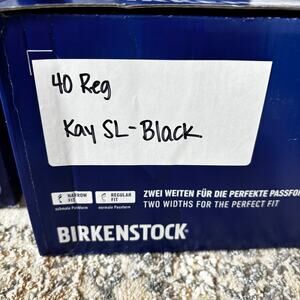 40 Reg
Kay SL-Black
NARROW FIT
schmale Passform
REGULAR FIT
normale Passform
ZWEI WEITEN FÜR DIE PERFEKTE PASSFO
TWO WIDTHS FOR THE PERFECT FIT
BIRKENSTOCK